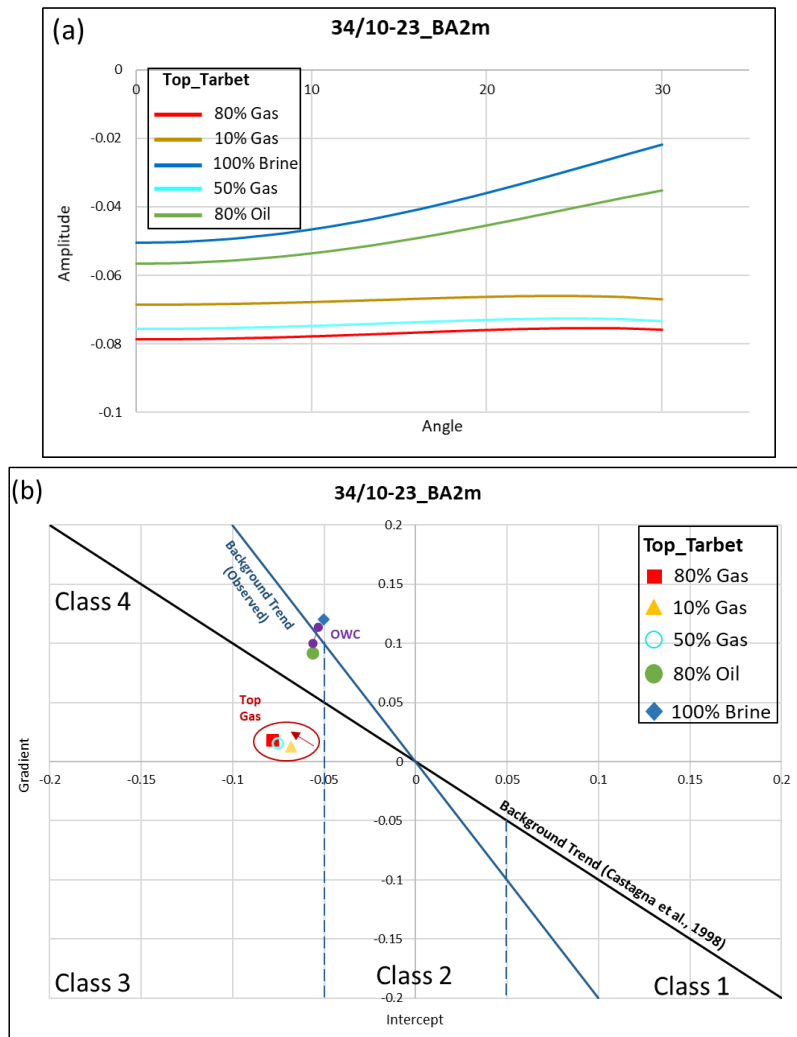 (a)
34/10-23_BA2m
0
0
10
20
30
-0.02
-0.04
-0.06
-0.08
-0.1
Amplitude
Angle
Top_Tarbet
80% Gas
10% Gas
100% Brine
50% Gas
80% Oil
(b)
34/10-23_BA2m
0.2
0.15
0.1
0.05
0
-0.05
-0.1
-0.15
-0.2
-0.2
-0.15
-0.1
-0.05
0
0.05
0.1
0.15
0.2
Gradient
Intercept
Class 4
Background Trend
(Observed)
OWC
Top
Gas
Top_Tarbet
80% Gas
10% Gas
50% Gas
80% Oil
100% Brine
Background Trend (Castagna et al., 1998)
Class 3
Class 2
Class 1